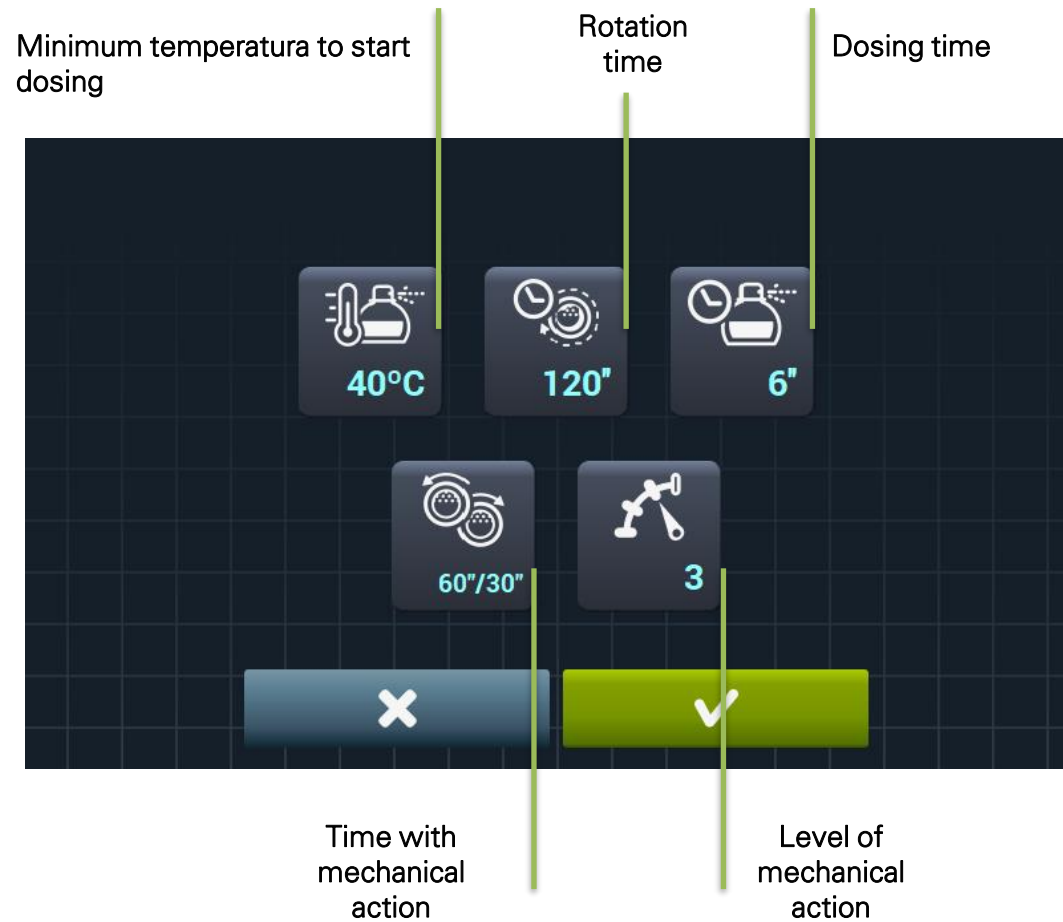 Minimum temperatura to start
dosing
Rotation
time
Dosing time
40ºC
120"
6"
60"/30"
3
Time with
mechanical
action
Level of
mechanical
action